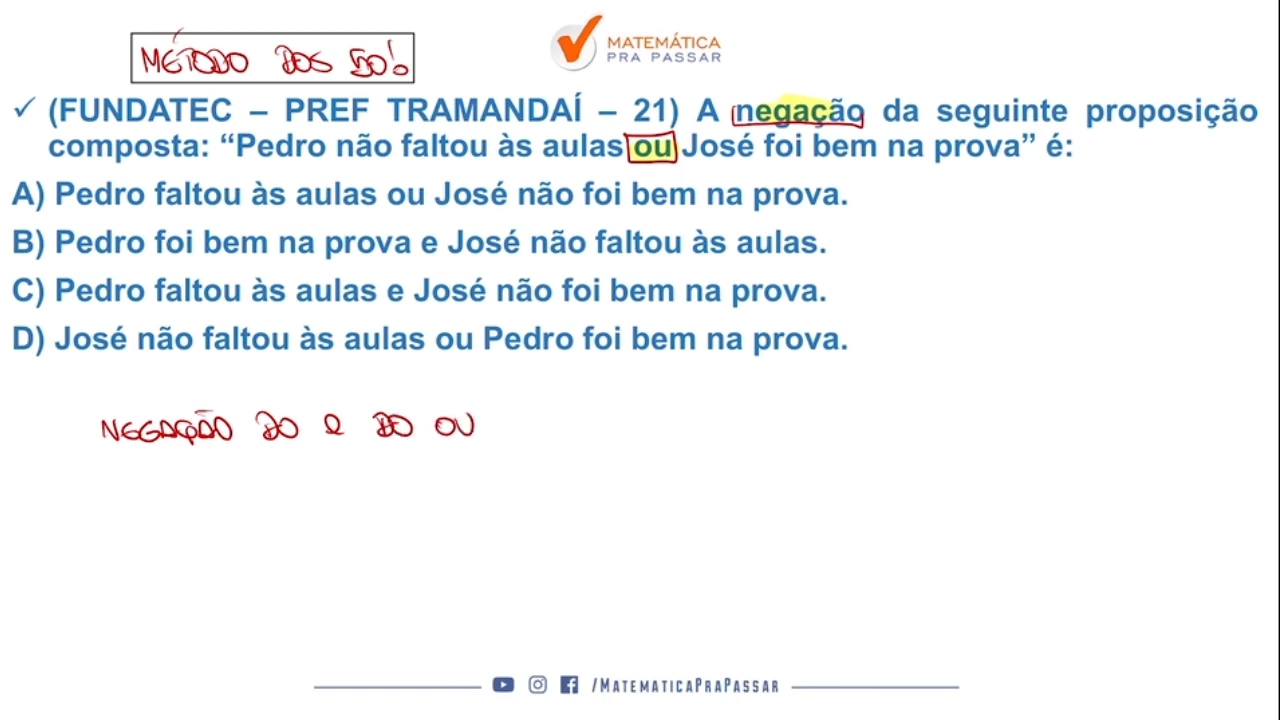 MÉTODO DOS 50!
MATEMÁTICA
PRA PASSAR
✓ (FUNDATEC – PREF TRAMANDAÍ – 21) A negação da seguinte proposição
composta: “Pedro não faltou às aulas ou José foi bem na prova” é:
A) Pedro faltou às aulas ou José não foi bem na prova.
B) Pedro foi bem na prova e José não faltou às aulas.
C) Pedro faltou às aulas e José não foi bem na prova.
D) José não faltou às aulas ou Pedro foi bem na prova.
NEGAÇÃO DO e DO OU
/MATEMATICAPRAPASSAR